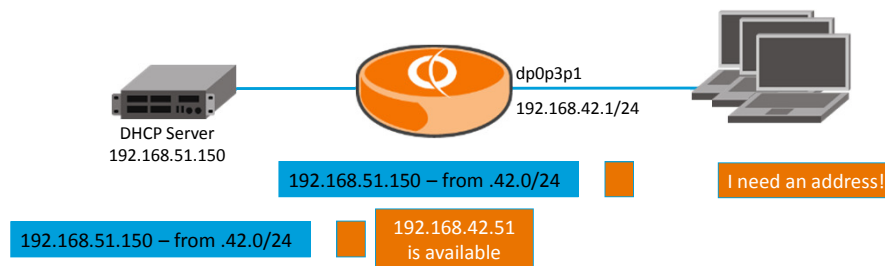 dp0p3p1
192.168.42.1/24
DHCP Server
192.168.51.150
192.168.51.150 – from .42.0/24
I need an address!
192.168.51.150 – from .42.0/24
192.168.42.51
is available